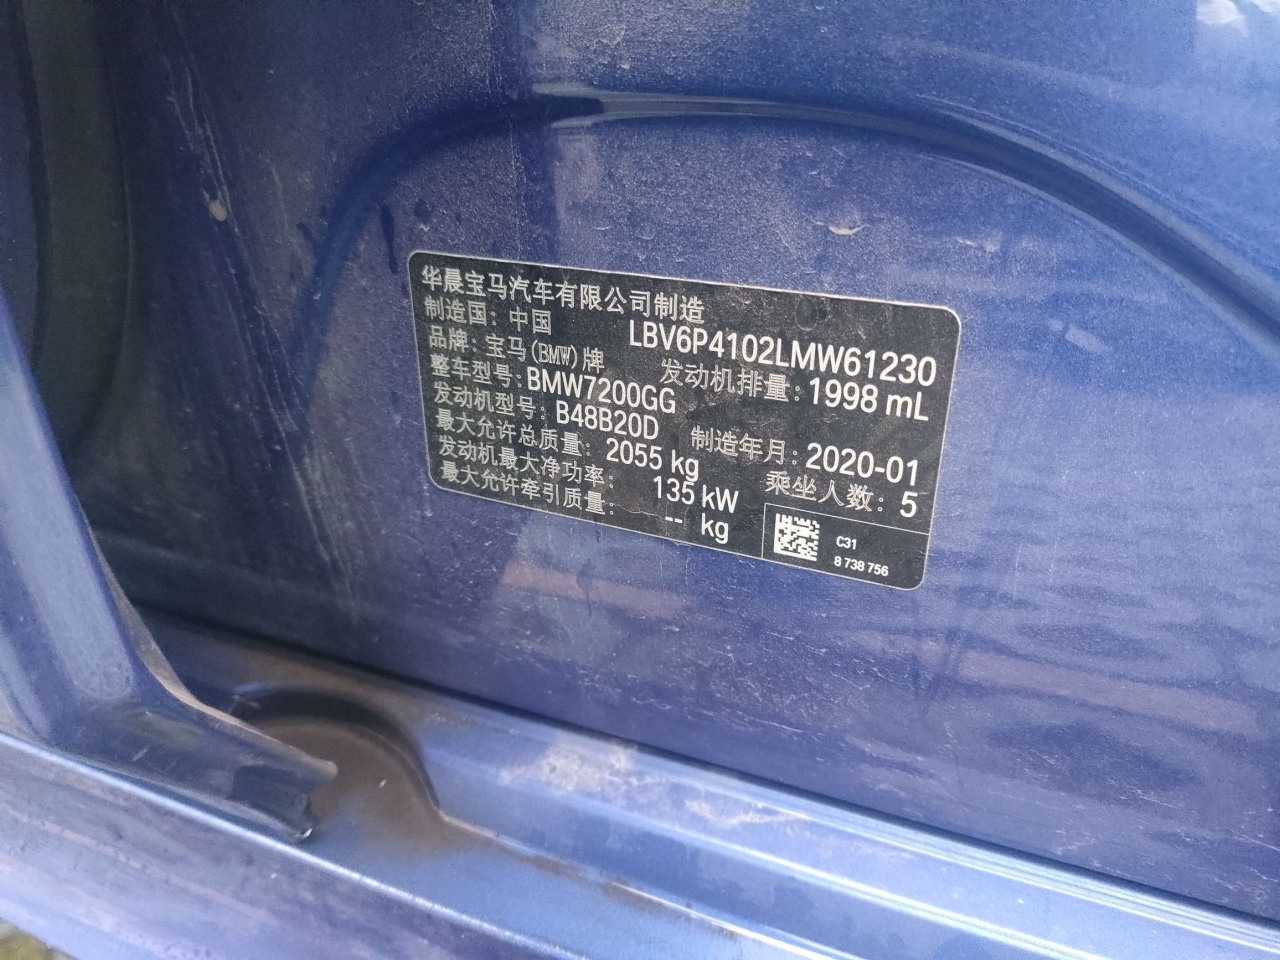 华晨宝马汽车有限公司制造
制造国：中国 LBV6P4102LMW61230
品牌：宝马(BMW)牌 发动机排量：1998 mL
整车型号：BMW7200GG
发动机型号：B48B20D 制造年月：2020-01
最大允许总质量：2055 kg 乘坐人数：5
发动机最大净功率：135 kW
最大允许牵引质量：-- kg
C31
8 738 756